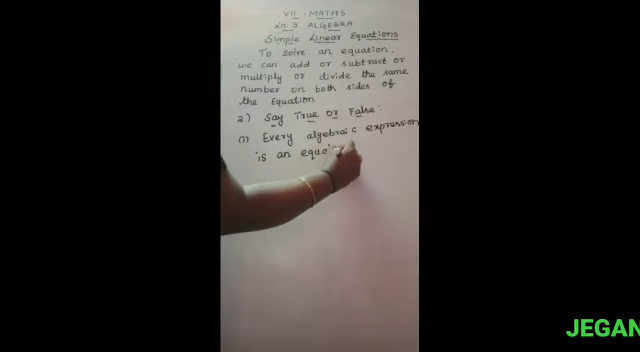 VII - MATHS
Ln. 3 ALGEBRA
Simple Linear Equations
To solve an equation,
we can add or subtract or
multiply or divide the same
number on both sides of
the Equation
2) Say True or False:
(1) Every algebraic expression
is an
JEGAN